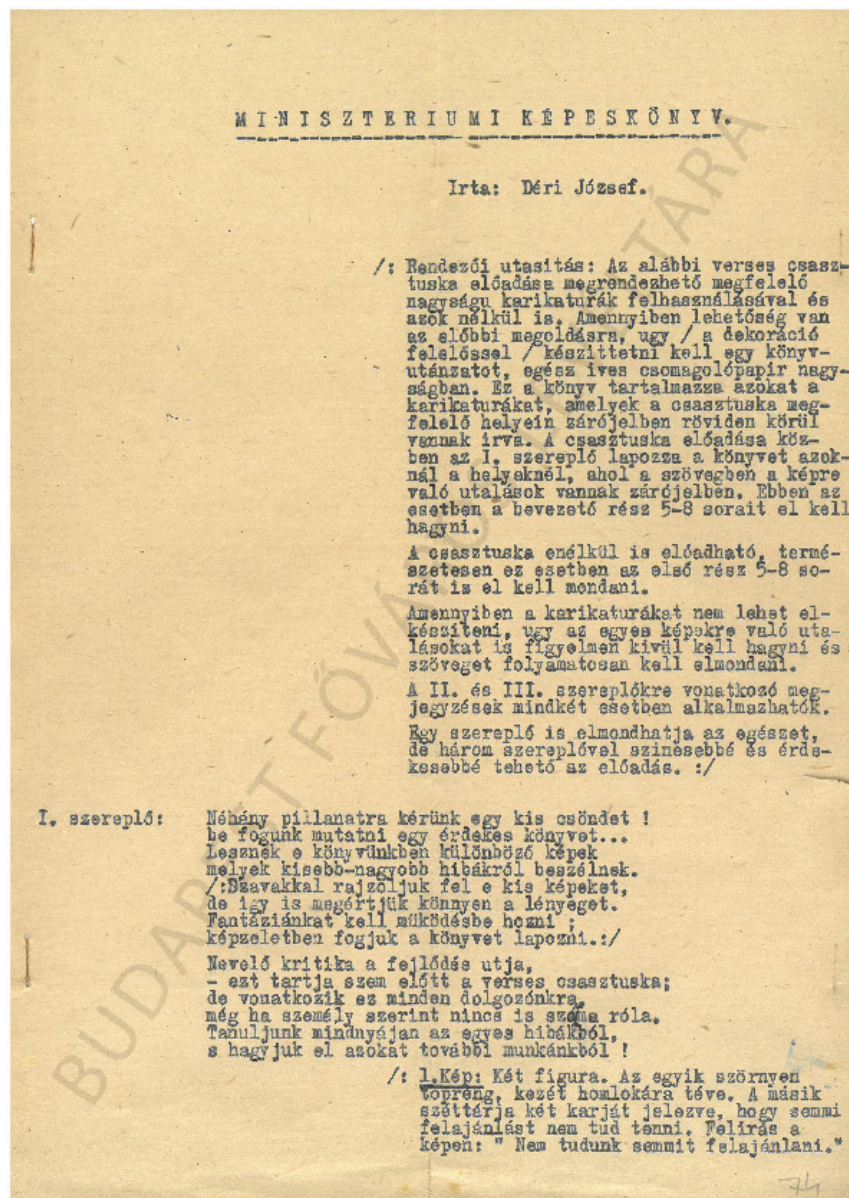 MINISZTERIUMI KÉPESKÖNYV.
Irta: Déri József.
/: Rendezői utasitás: Az alábbi verses csasz-
tuska előadása megrendezhető megfelelő
nagyságu karikaturák felhasználásával és
azok nélkül is. Amennyiben lehetőség van
az előbbi megoldásra, ugy / a dekoráció
felelőssel / készittetni kell egy könyv-
utánzatot, egész ives csomagolópapir nagy-
ságban. Ez a könyv tartalmazza azokat a
karikaturákat, amelyek a csasztuska meg-
felelő helyein zárójelben röviden körül
vannak irva. A csasztuska előadása köz-
ben az I. szereplő lapozza a könyvet azok-
nál a helyeknél, ahol a szövegben a képre
való utalások vannak zárójelben. Ebben az
esetben a bevezető rész 5-8 sorait el kell
hagyni.
A csasztuska enélkül is előadható, termé-
szetesen ez esetben az első rész 5-8 so-
rát is el kell mondani.
Amennyiben a karikaturákat nem lehet el-
késziteni, ugy az egyes képekre való uta-
lásokat is figyelmen kivül kell hagyni és
szöveget folyamatosan kell elmondani.
A II. és III. szereplőkre vonatkozó meg-
jegyzések mindkét esetben alkalmazhatók.
Egy szereplő is elmondhatja az egészet,
de három szereplővel szinesebbé és érde-
kesebbé tehető az előadás. :/
I. szereplő: Néhány pillanatra kérünk egy kis csöndet !
be fogunk mutatni egy érdekes könyvet...
Lesznek e könyvünkben különböző képek
melyek kisebb-nagyobb hibákról beszélnek.
/:Szavakkal rajzoljuk fel e kis képeket,
de igy is megértjük könnyen a lényeget.
Fantáziánkat kell müködésbe hozni ;
képzeletben fogjuk a könyvet lapozni.:/
Nevelő kritika a fejlődés utja,
- ezt tartja szem előtt a verses csasztuska;
de vonatkozik ez minden dolgozónkra,
még ha személy szerint nincs is szóma róla.
Tanuljunk mindnyájan az egyes hibákból,
s hagyjuk el azokat további munkánkból !
/: 1.Kép: Két figura. Az egyik szörnyen
töpreng, kezét homlokára téve. A másik
széttárja két karját jelezve, hogy semmi
felajánlást nem tud tenni. Felirás a
képen: " Nem tudunk semmit felajánlani."
74
BUDAPEST FŐVÁROS LEVÉLTÁRA